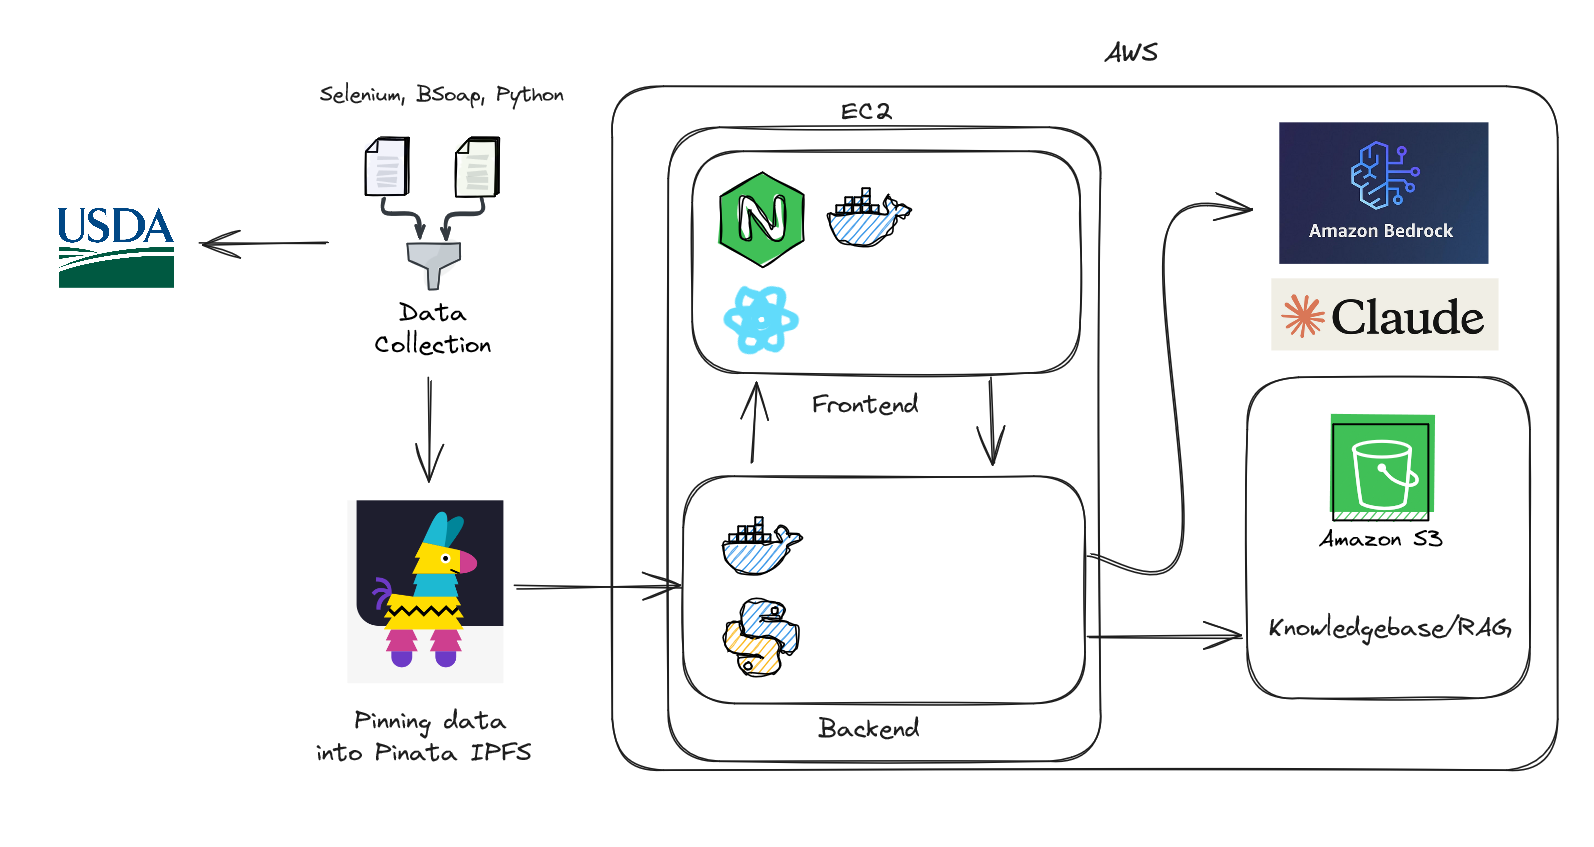 AWS
Selenium, BSoap, Python
EC2
USDA
Amazon Bedrock
Claude
Data
Collection
Frontend
Amazon S3
Knowledgebase/RAG
Pinning data
into Pinata IPFS
Backend
N